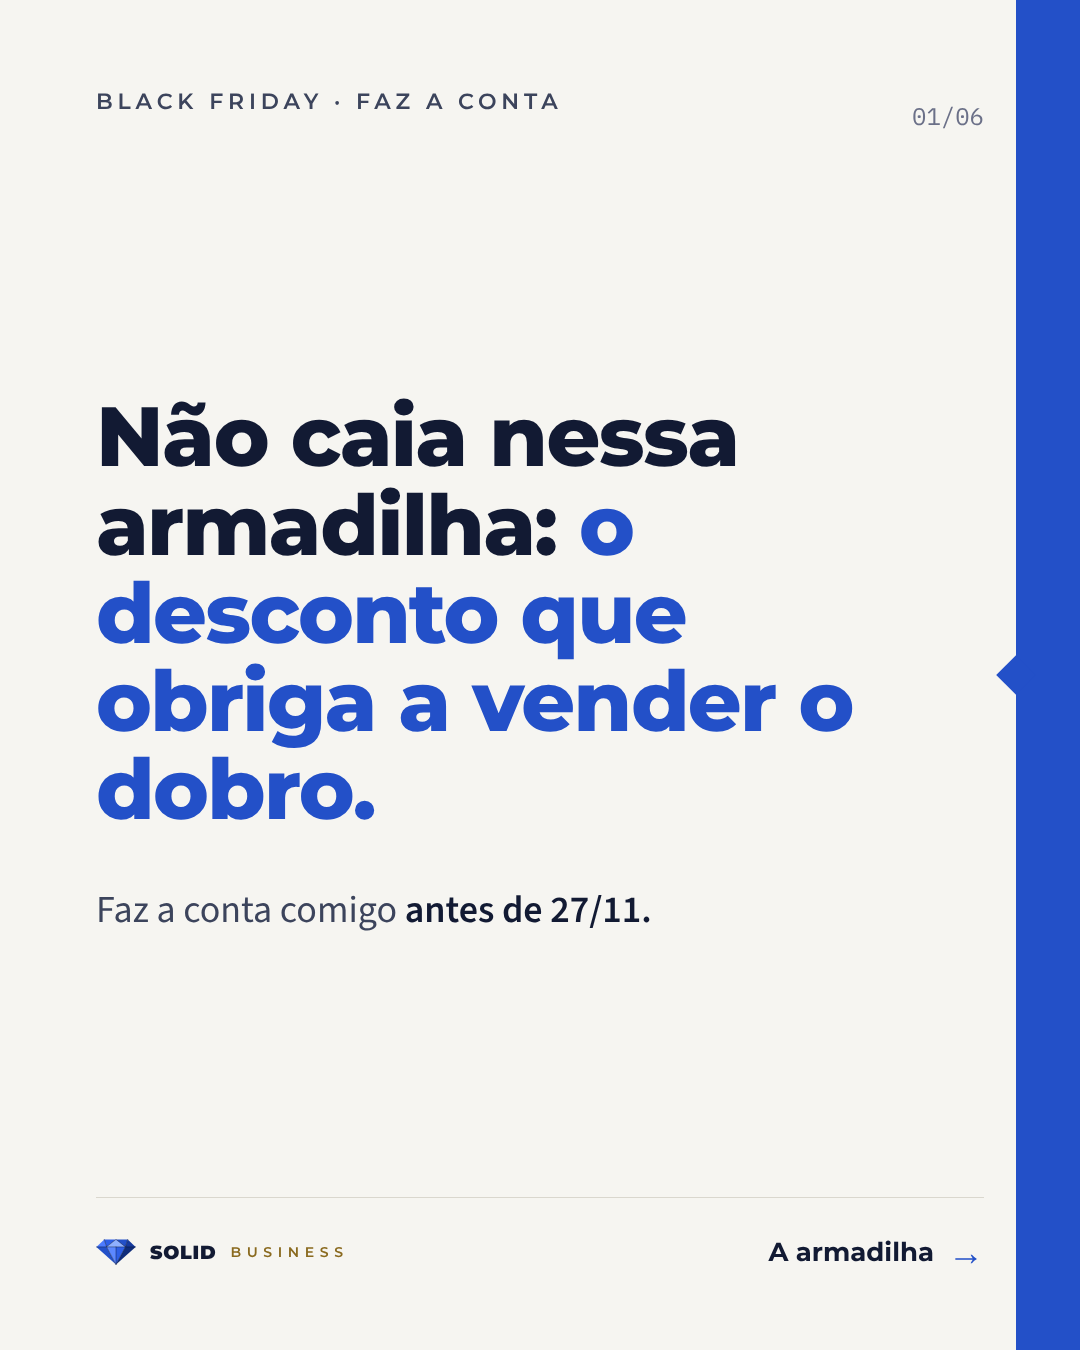 BLACK FRIDAY · FAZ A CONTA
01/06
Não caia nessa
armadilha: o
desconto que
obriga a vender o
dobro.
Faz a conta comigo antes de 27/11.
SOLID BUSINESS
A armadilha →